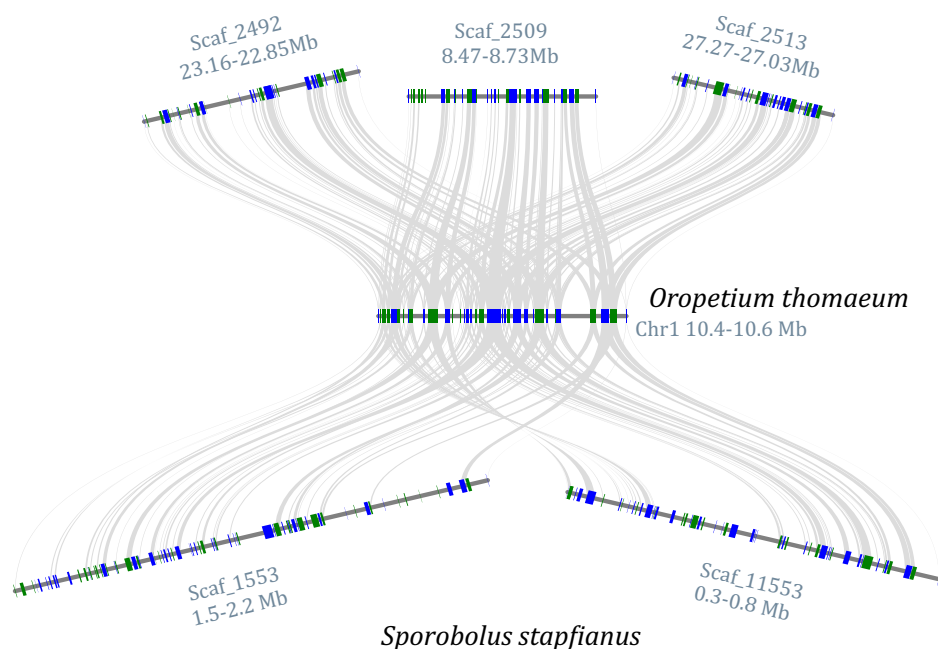 Scaf_2492
23.16-22.85Mb
Scaf_2509
8.47-8.73Mb
Scaf_2513
27.27-27.03Mb
Oropetium thomaeum
Chr1 10.4-10.6 Mb
Scaf_1553
1.5-2.2 Mb
Scaf_11553
0.3-0.8 Mb
Sporobolus stapfianus